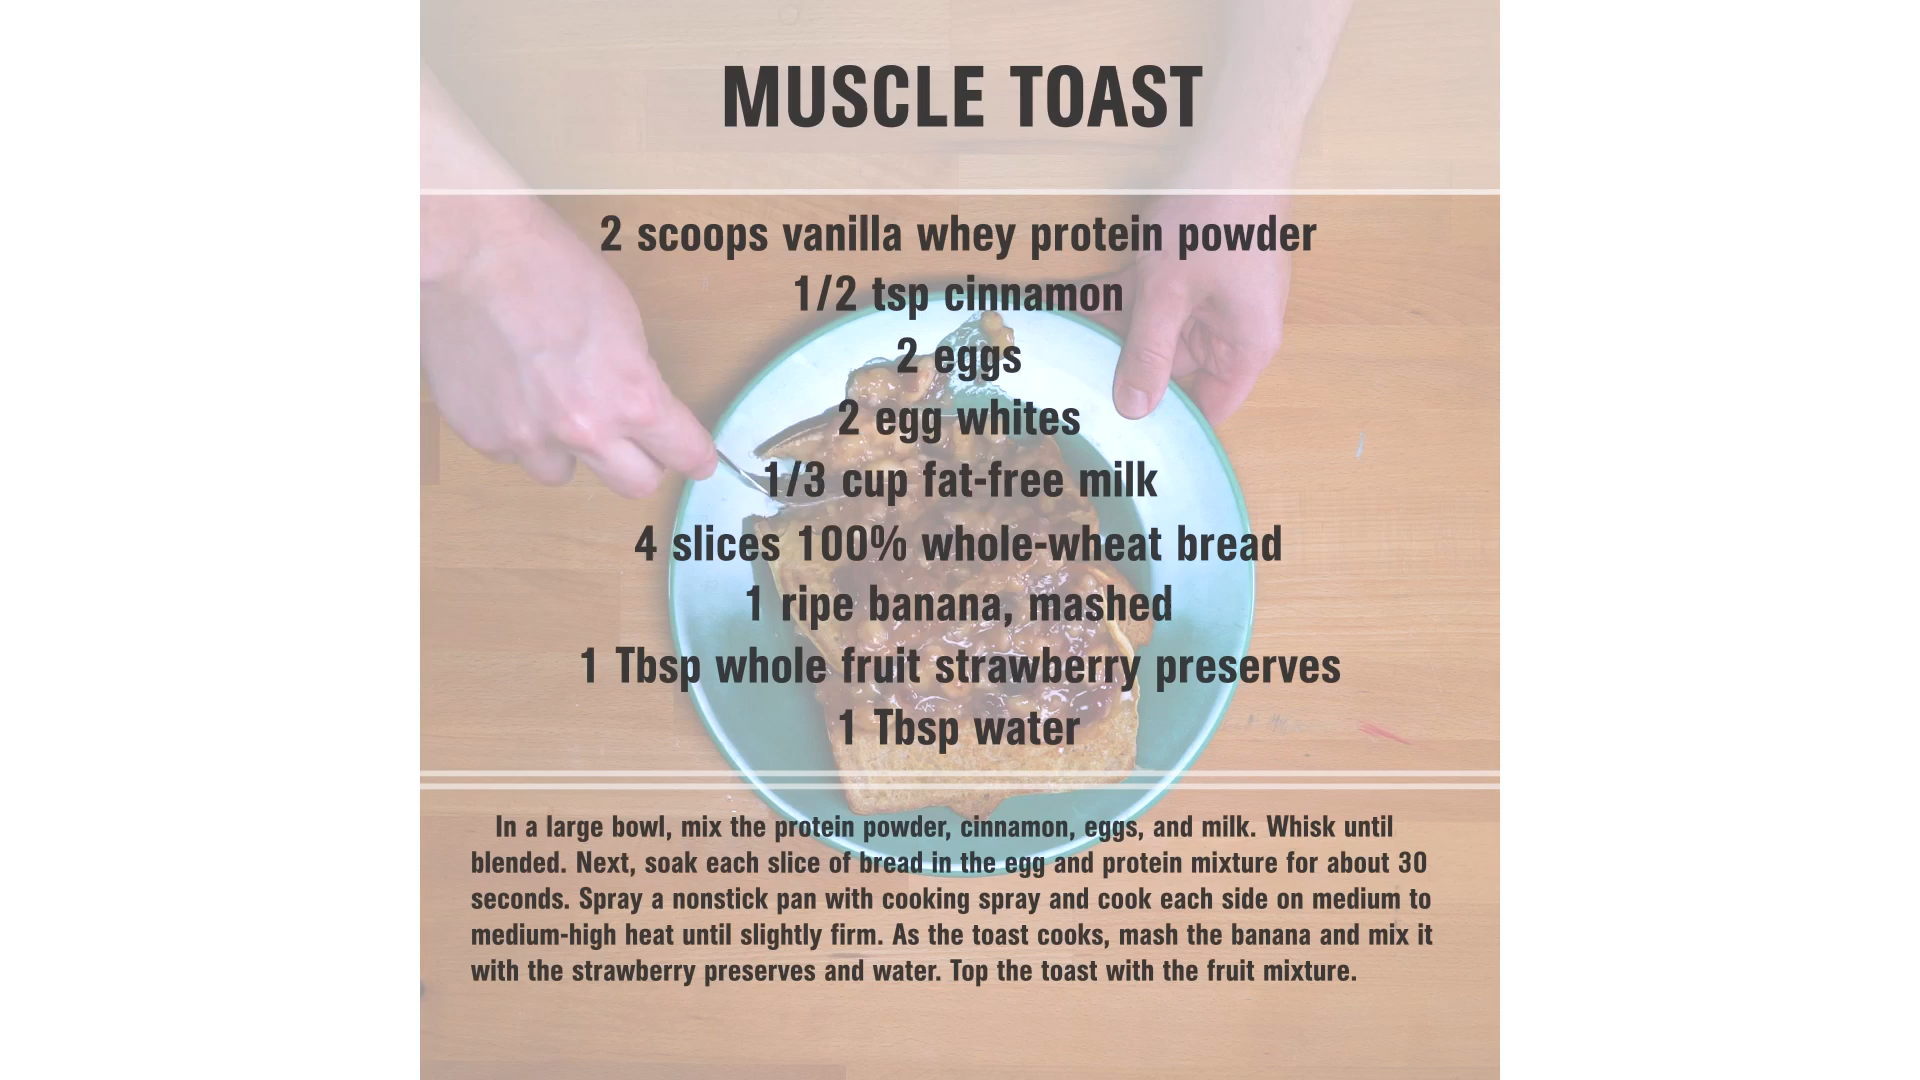 MUSCLE TOAST
2 scoops vanilla whey protein powder
1/2 tsp cinnamon
2 eggs
2 egg whites
1/3 cup fat-free milk
4 slices 100% whole-wheat bread
1 ripe banana, mashed
1 Tbsp whole fruit strawberry preserves
1 Tbsp water
In a large bowl, mix the protein powder, cinnamon, eggs, and milk. Whisk until
blended. Next, soak each slice of bread in the egg and protein mixture for about 30
seconds. Spray a nonstick pan with cooking spray and cook each side on medium to
medium-high heat until slightly firm. As the toast cooks, mash the banana and mix it
with the strawberry preserves and water. Top the toast with the fruit mixture.